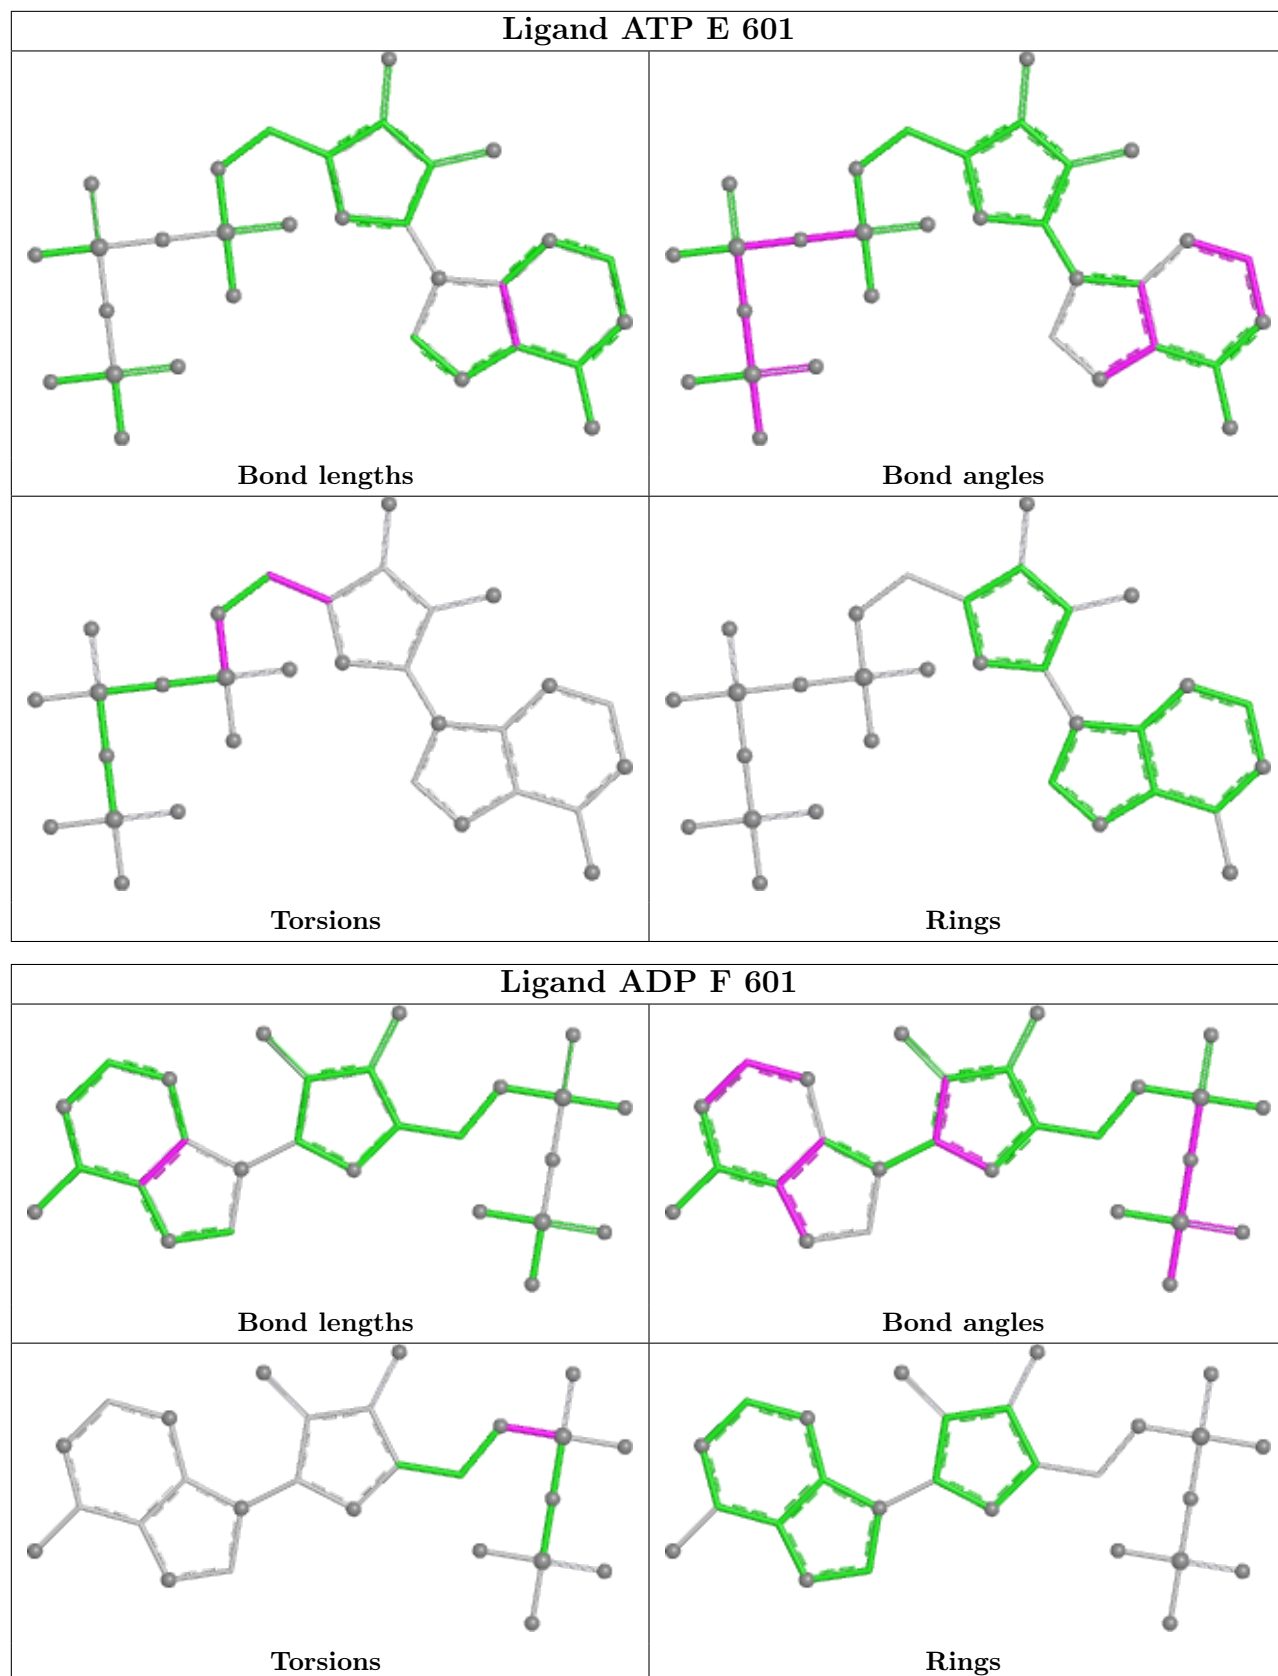 Ligand ATP E 601
Bond lengths
Bond angles
Torsions
Rings
Ligand ADP F 601
Bond lengths
Bond angles
Torsions
Rings